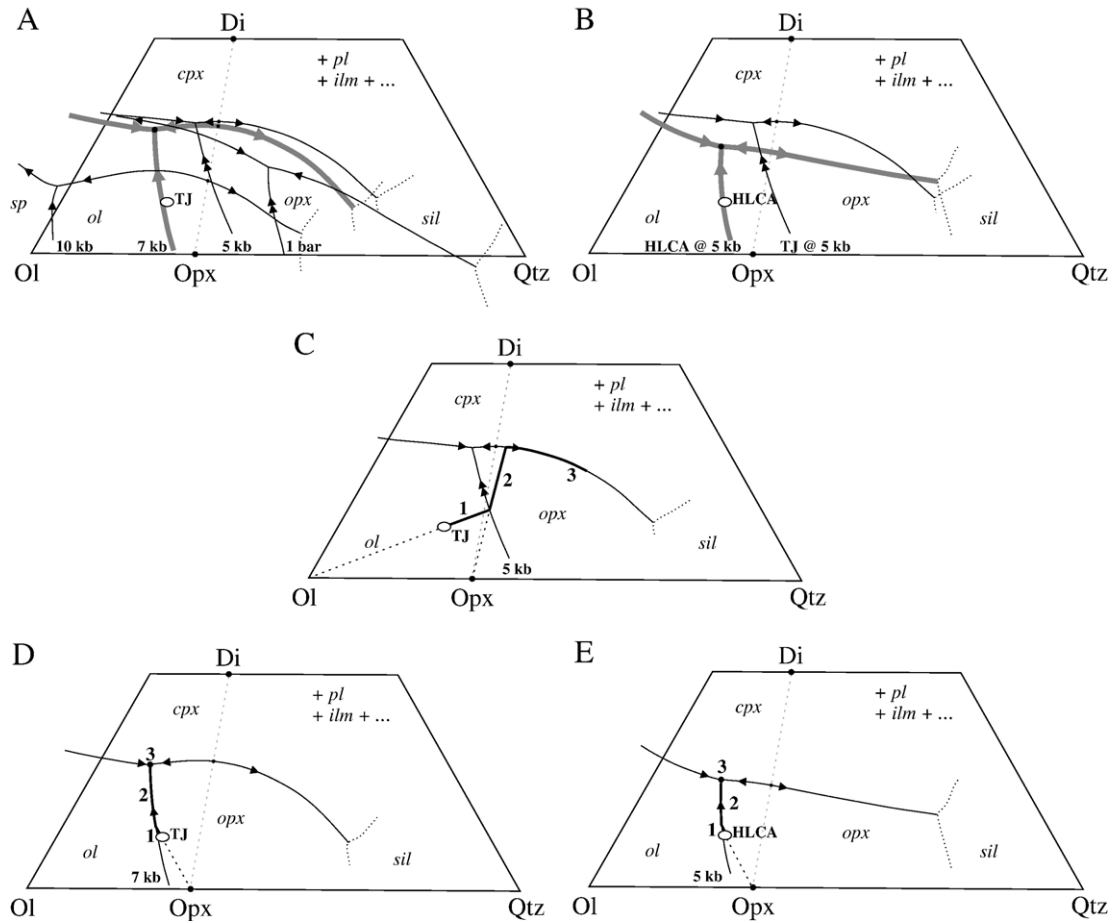 A
Di
+ pl
+ ilm + ...
cpx
TJ
opx
sp
ol
sil
10 kb
7 kb
5 kb
1 bar
Ol
Opx
Qtz
B
Di
+ pl
+ ilm + ...
cpx
HLCA
ol
opx
sil
HLCA @ 5 kb
TJ @ 5 kb
Ol
Opx
Qtz
C
Di
+ pl
+ ilm + ...
cpx
2
3
1
TJ
opx
ol
sil
5 kb
Ol
Opx
Qtz
D
Di
+ pl
+ ilm + ...
cpx
3
2
1
TJ
opx
ol
sil
7 kb
Ol
Opx
Qtz
E
Di
+ pl
+ ilm + ...
cpx
3
2
1
HLCA
ol
opx
sil
5 kb
Ol
Opx
Qtz